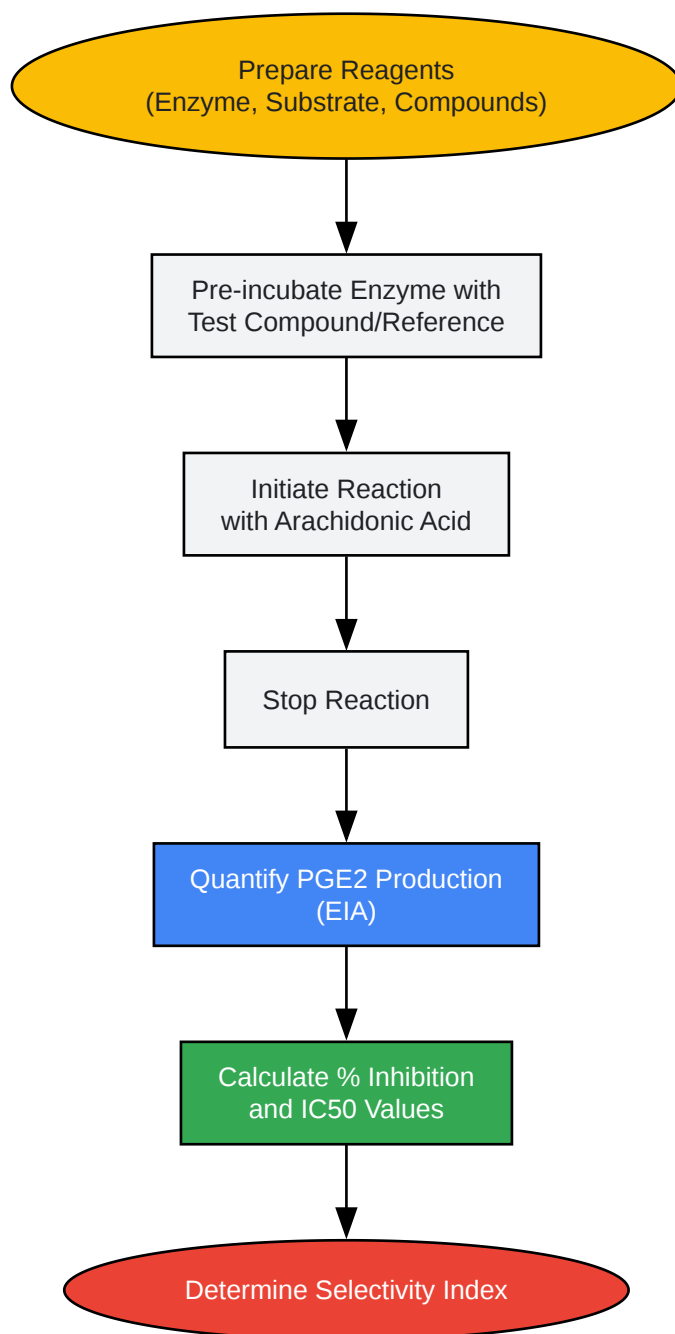 Prepare Reagents
(Enzyme, Substrate, Compounds)
Pre-incubate Enzyme with
Test Compound/Reference
Initiate Reaction
with Arachidonic Acid
Stop Reaction
Quantify PGE2 Production
(EIA)
Calculate % Inhibition
and IC50 Values
Determine Selectivity Index